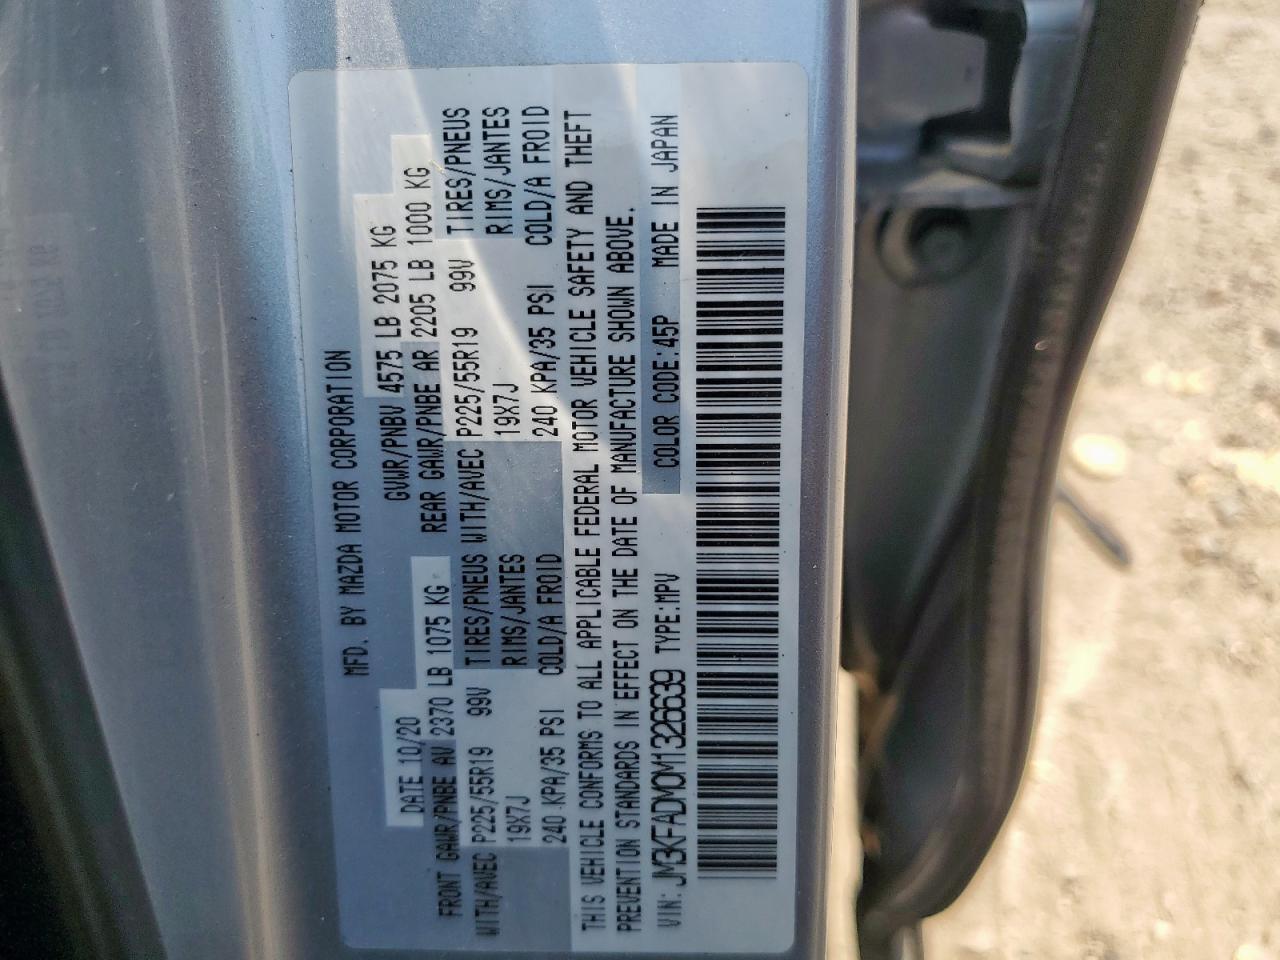 MFD. BY MAZDA MOTOR CORPORATION
DATE 10/20 GVWR/PNBV 4575 LB 2075 KG
FRONT GAWR/PNBE AV 2370 LB 1075 KG REAR GAWR/PNBE AR 2205 LB 1000 KG
WITH/AVEC P225/55R19 99V TIRES/PNEUS WITH/AVEC P225/55R19 99V TIRES/PNEUS
19X7J RIMS/JANTES 19X7J RIMS/JANTES
240 KPA/35 PSI COLD/A FROID 240 KPA/35 PSI COLD/A FROID
THIS VEHICLE CONFORMS TO ALL APPLICABLE FEDERAL MOTOR VEHICLE SAFETY AND THEFT
PREVENTION STANDARDS IN EFFECT ON THE DATE OF MANUFACTURE SHOWN ABOVE.
VIN: JM3KFADM0M1326639 TYPE:MPV COLOR CODE:45P MADE IN JAPAN